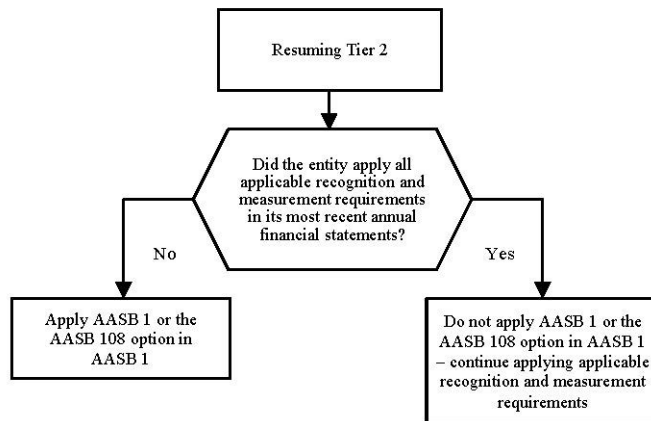 Resuming Tier 2
Did the entity apply all
applicable recognition and
measurement requirements
in its most recent annual
financial statements?
No
Yes
Apply AASB 1 or the
AASB 108 option in
AASB 1
Do not apply AASB 1 or the
AASB 108 option in AASB 1
– continue applying applicable
recognition and measurement
requirements